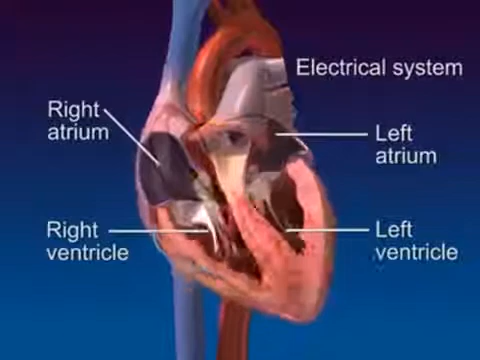 Electrical system
Right
atrium
Left
atrium
Right
ventricle
Left
ventricle